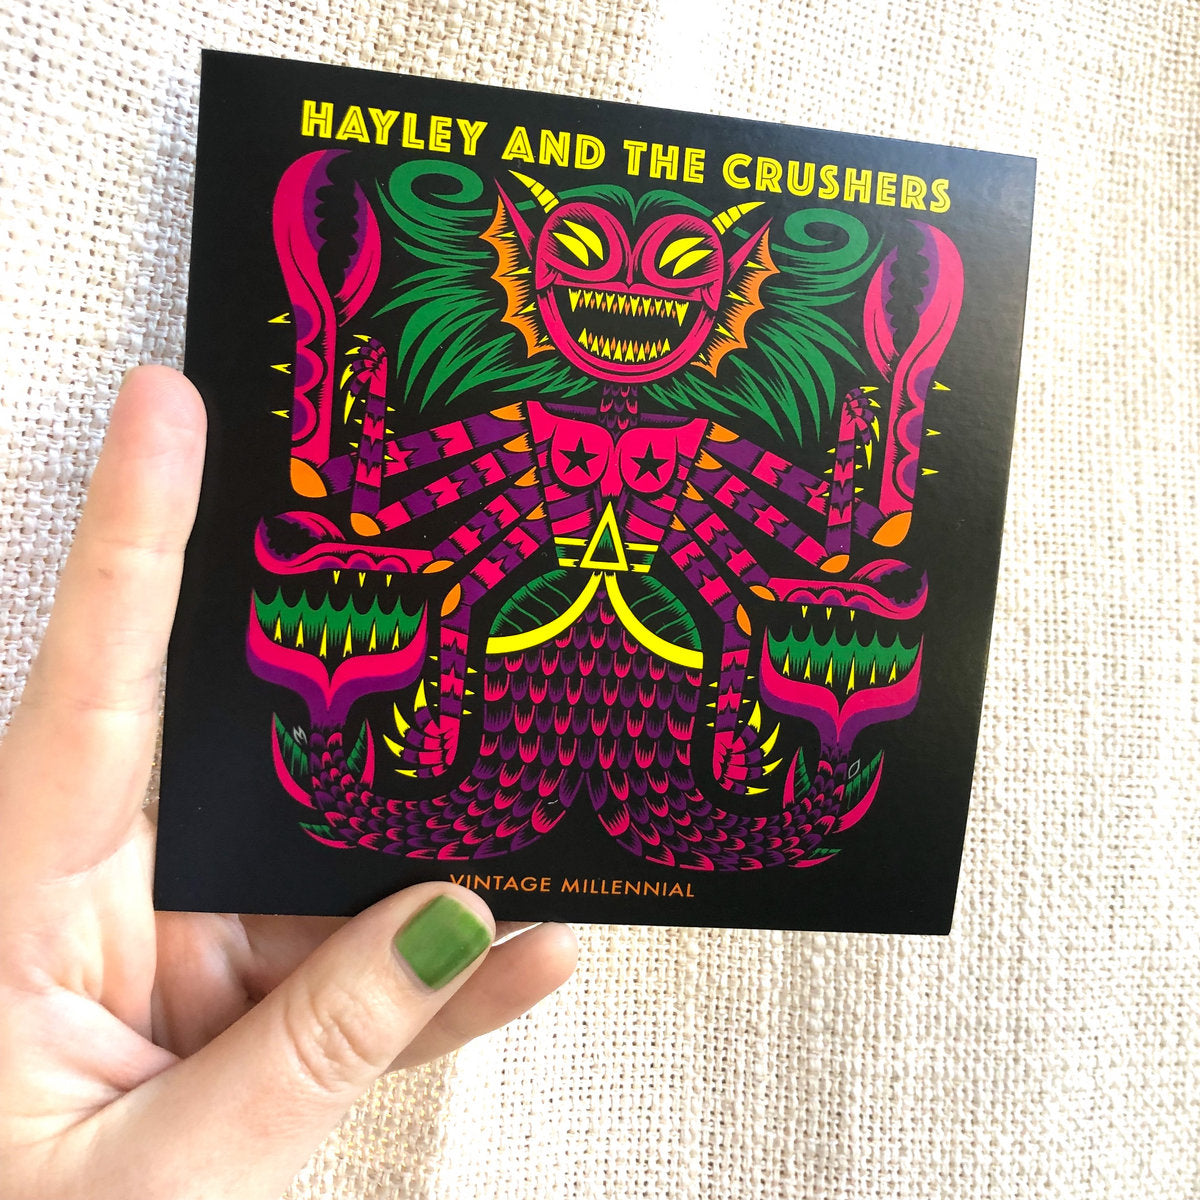 HAYLEY AND THE CRUSHERS
VINTAGE MILLENNIAL